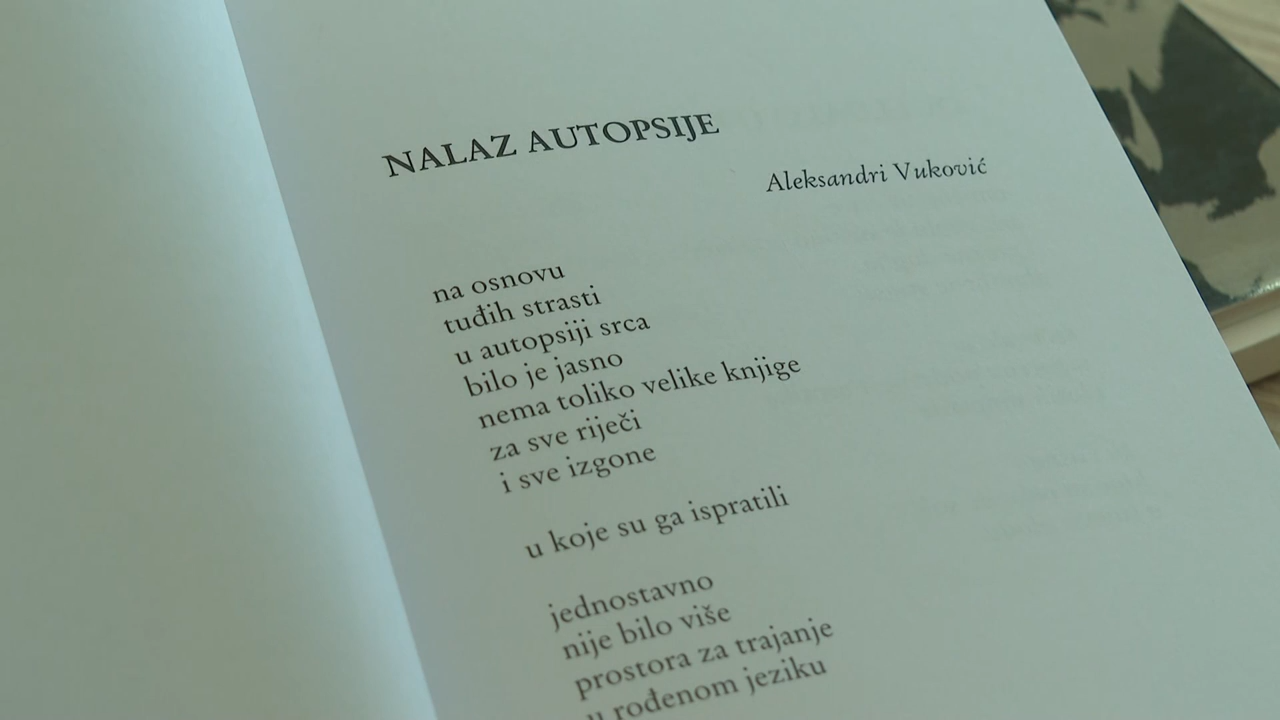 NALAZ AUTOPSIJE
Aleksandri Vuković
na osnovu
tuđih strasti
u autopsiji srca
bilo je jasno
nema toliko velike knjige
za sve riječi
i sve izgone
u koje su ga ispratili
jednostavno
nije bilo više
prostora za trajanje
u rođenom jeziku